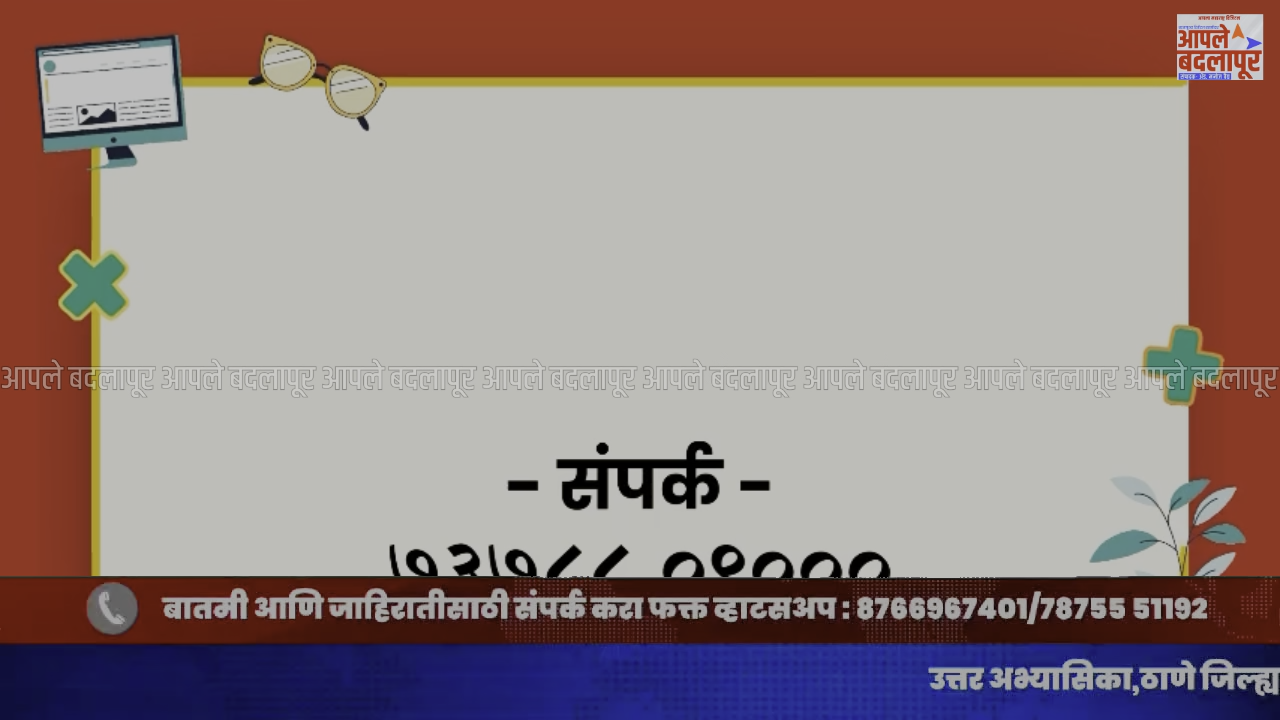 आपले
बदलापूर
आपले बदलापूर आपले बदलापूर आपले बदलापूर आपले बदलापूर आपले बदलापूर आपले बदलापूर आपले बदलापूर आपले बदलापूर
- संपर्क -
बातमी आणि जाहिरातीसाठी संपर्क करा फक्त व्हाटसअप : 8766967401/78755 51192
उत्तर अभ्यासिका,ठाणे